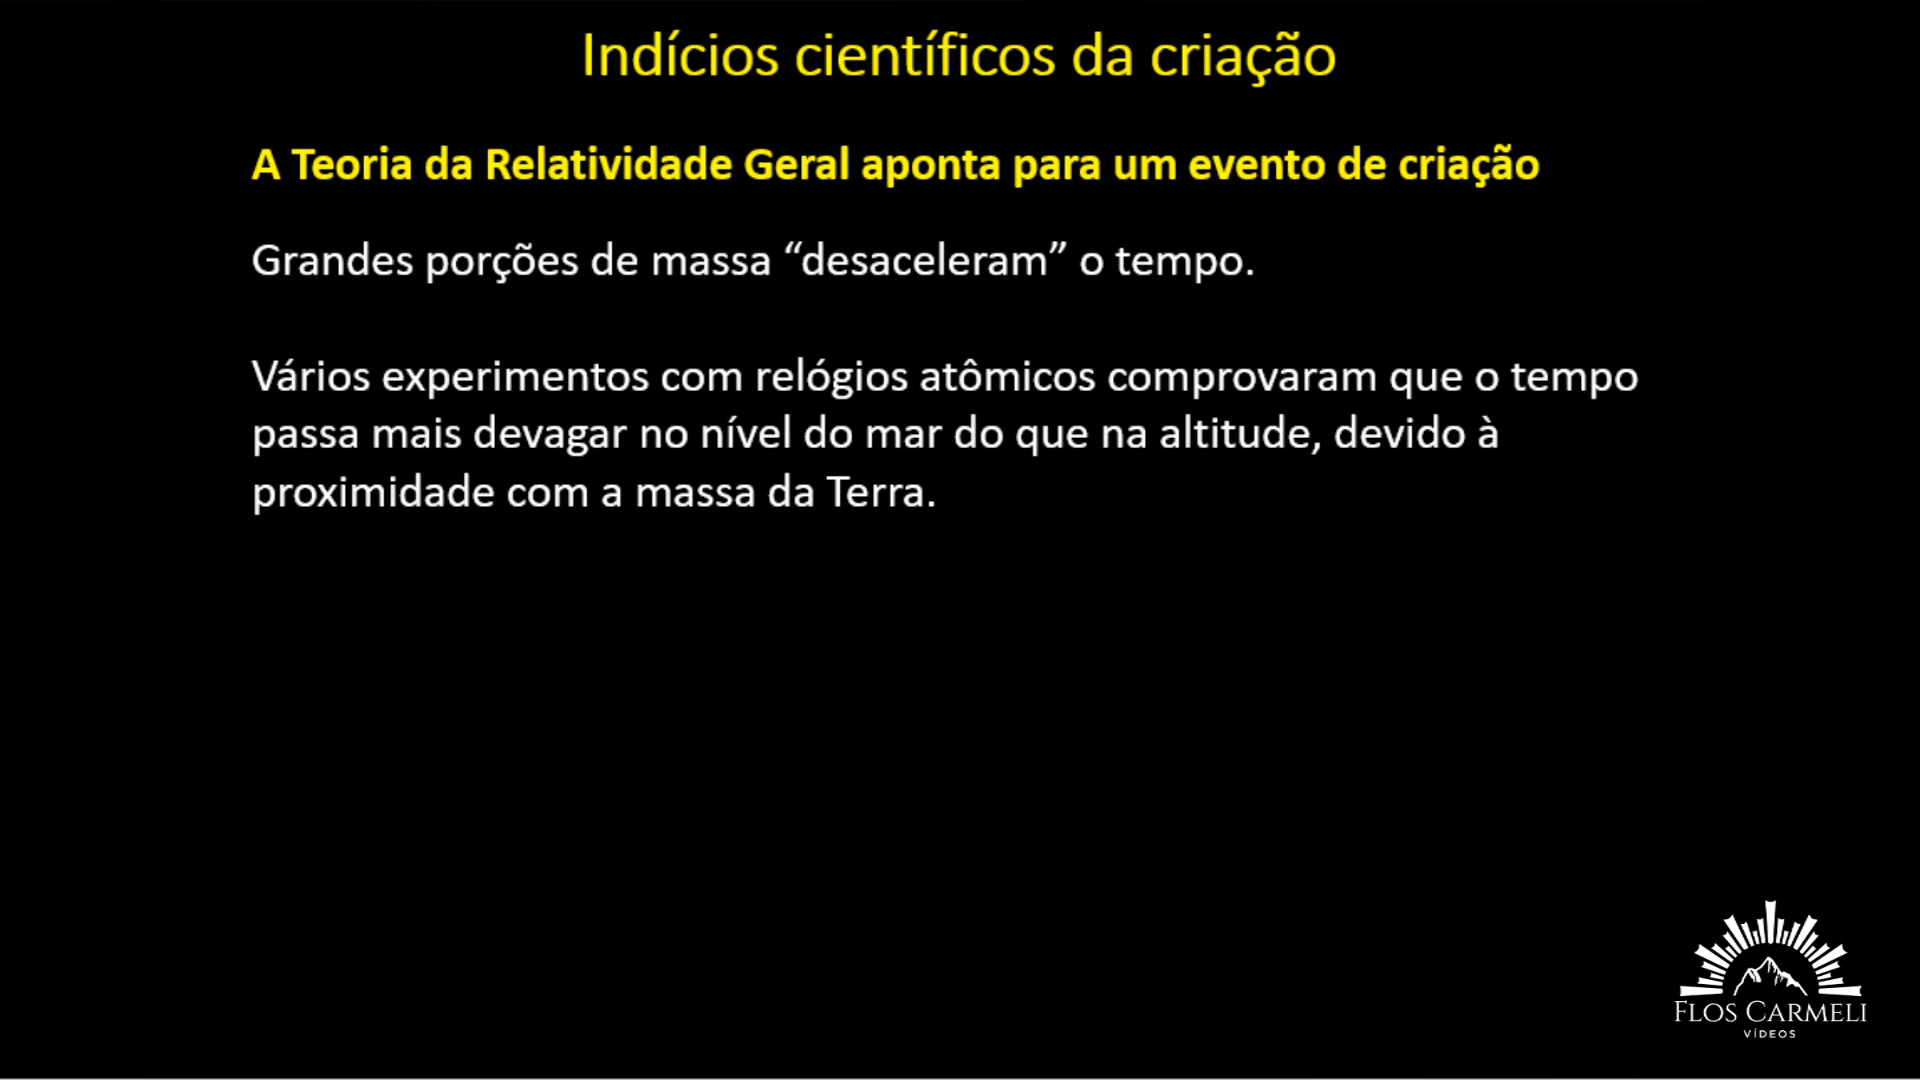 Indícios científicos da criação
A Teoria da Relatividade Geral aponta para um evento de criação
Grandes porções de massa “desaceleram” o tempo.
Vários experimentos com relógios atômicos comprovaram que o tempo
passa mais devagar no nível do mar do que na altitude, devido à
proximidade com a massa da Terra.
FLOS CARMELI
VÍDEOS